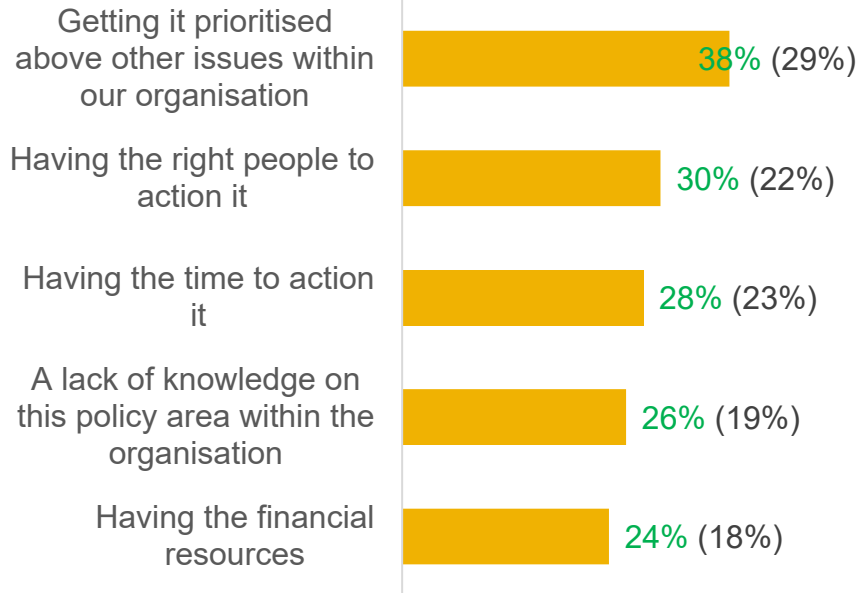 Getting it prioritised
above other issues within
our organisation
38% (29%)
Having the right people to
action it
30% (22%)
Having the time to action
it
28% (23%)
A lack of knowledge on
this policy area within the
organisation
26% (19%)
Having the financial
resources
24% (18%)